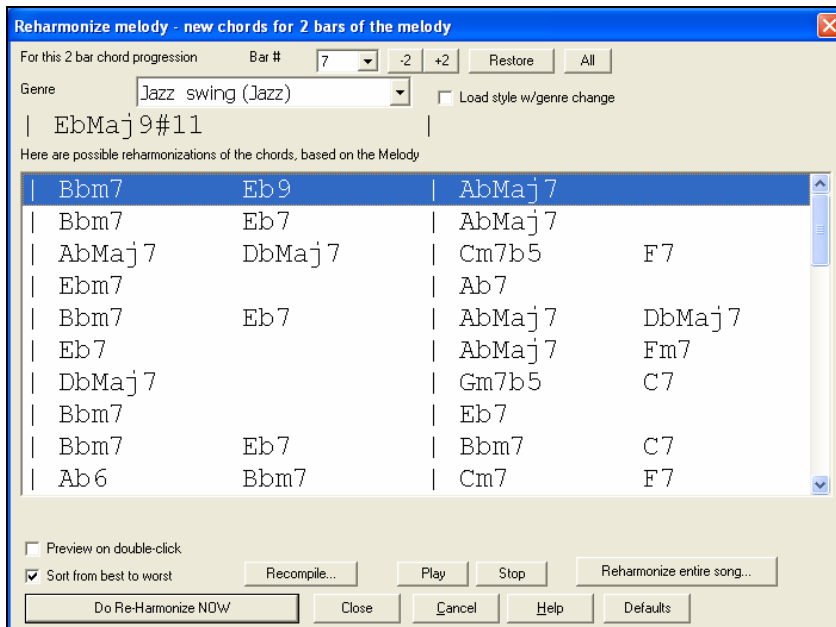 Reharmonize melody - new chords for 2 bars of the melody
For this 2 bar chord progression Bar # 7 -2 +2 Restore All
Genre Jazz swing (Jazz) Load style w/genre change
| EbMaj9#11 |
Here are possible reharmonizations of the chords, based on the Melody
| Bbm7 Eb9 | AbMaj7
| Bbm7 Eb7 | AbMaj7
| AbMaj7 DbMaj7 | Cm7b5 F7
| Ebm7 | Ab7
| Bbm7 Eb7 | AbMaj7 DbMaj7
| Eb7 | AbMaj7 Fm7
| DbMaj7 | Gm7b5 C7
| Bbm7 | Eb7
| Bbm7 Eb7 | Bbm7 C7
| Ab6 Bbm7 | Cm7 F7
Preview on double-click
Sort from best to worst Recompile... Play Stop Reharmonize entire song...
Do Re-Harmonize NOW Close Cancel Help Defaults